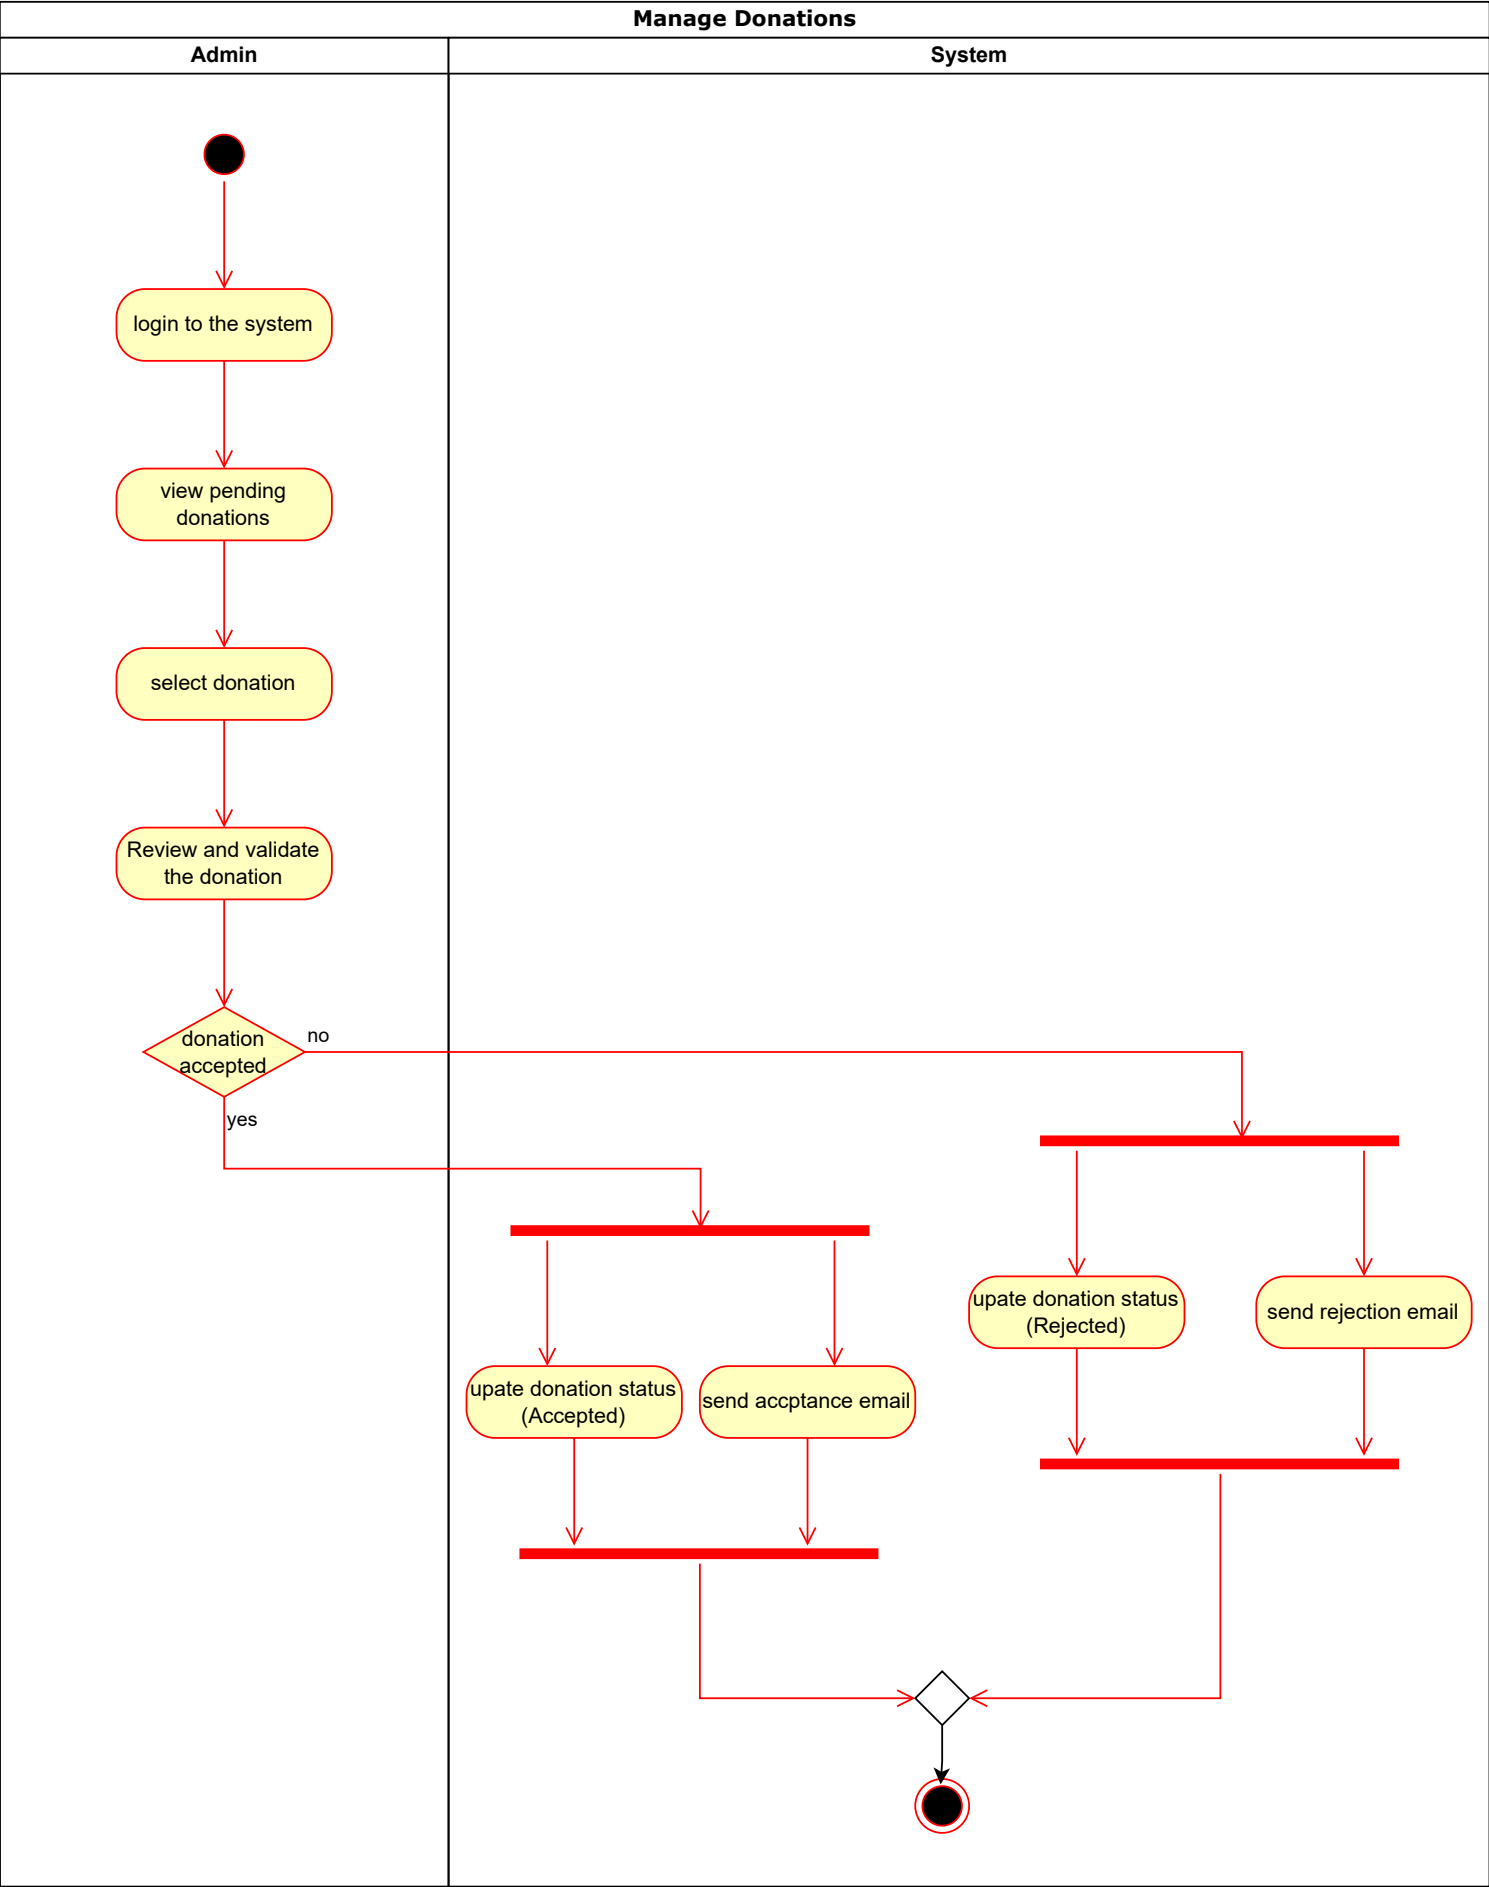 Manage Donations
Admin
System
login to the system
view pending
donations
select donation
Review and validate
the donation
donation
accepted
no
yes
upate donation status
(Rejected)
send rejection email
upate donation status
(Accepted)
send accptance email